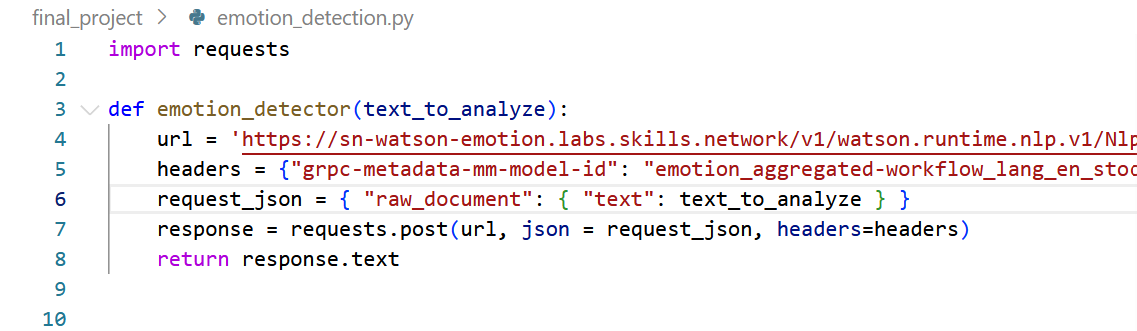 final_project > emotion_detection.py
1 import requests
2
3 def emotion_detector(text_to_analyze):
4 url = 'https://sn-watson-emotion.labs.skills.network/v1/watson.runtime.nlp.v1/Nlp
5 headers = {"grpc-metadata-mm-model-id": "emotion_aggregated-workflow_lang_en_stoc
6 request_json = { "raw_document": { "text": text_to_analyze } }
7 response = requests.post(url, json = request_json, headers=headers)
8 return response.text
9
10